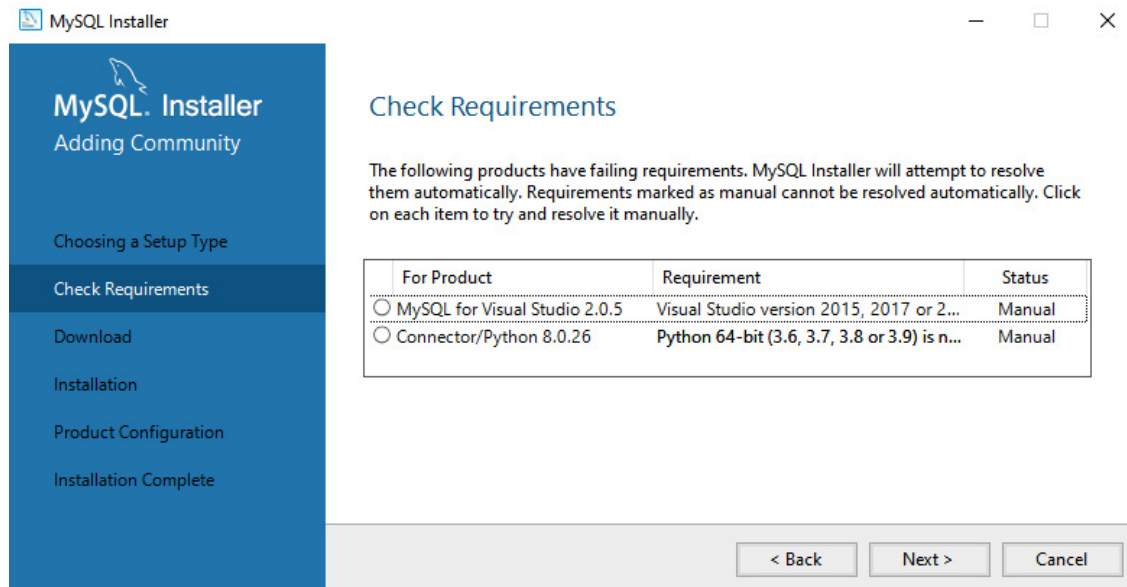 MySQL Installer
MySQL. Installer
Adding Community
Choosing a Setup Type
Check Requirements
Download
Installation
Product Configuration
Installation Complete
Check Requirements
The following products have failing requirements. MySQL Installer will attempt to resolve
them automatically. Requirements marked as manual cannot be resolved automatically. Click
on each item to try and resolve it manually.
For Product Requirement Status
MySQL for Visual Studio 2.0.5 Visual Studio version 2015, 2017 or 2... Manual
Connector/Python 8.0.26 Python 64-bit (3.6, 3.7, 3.8 or 3.9) is n... Manual
< Back Next > Cancel